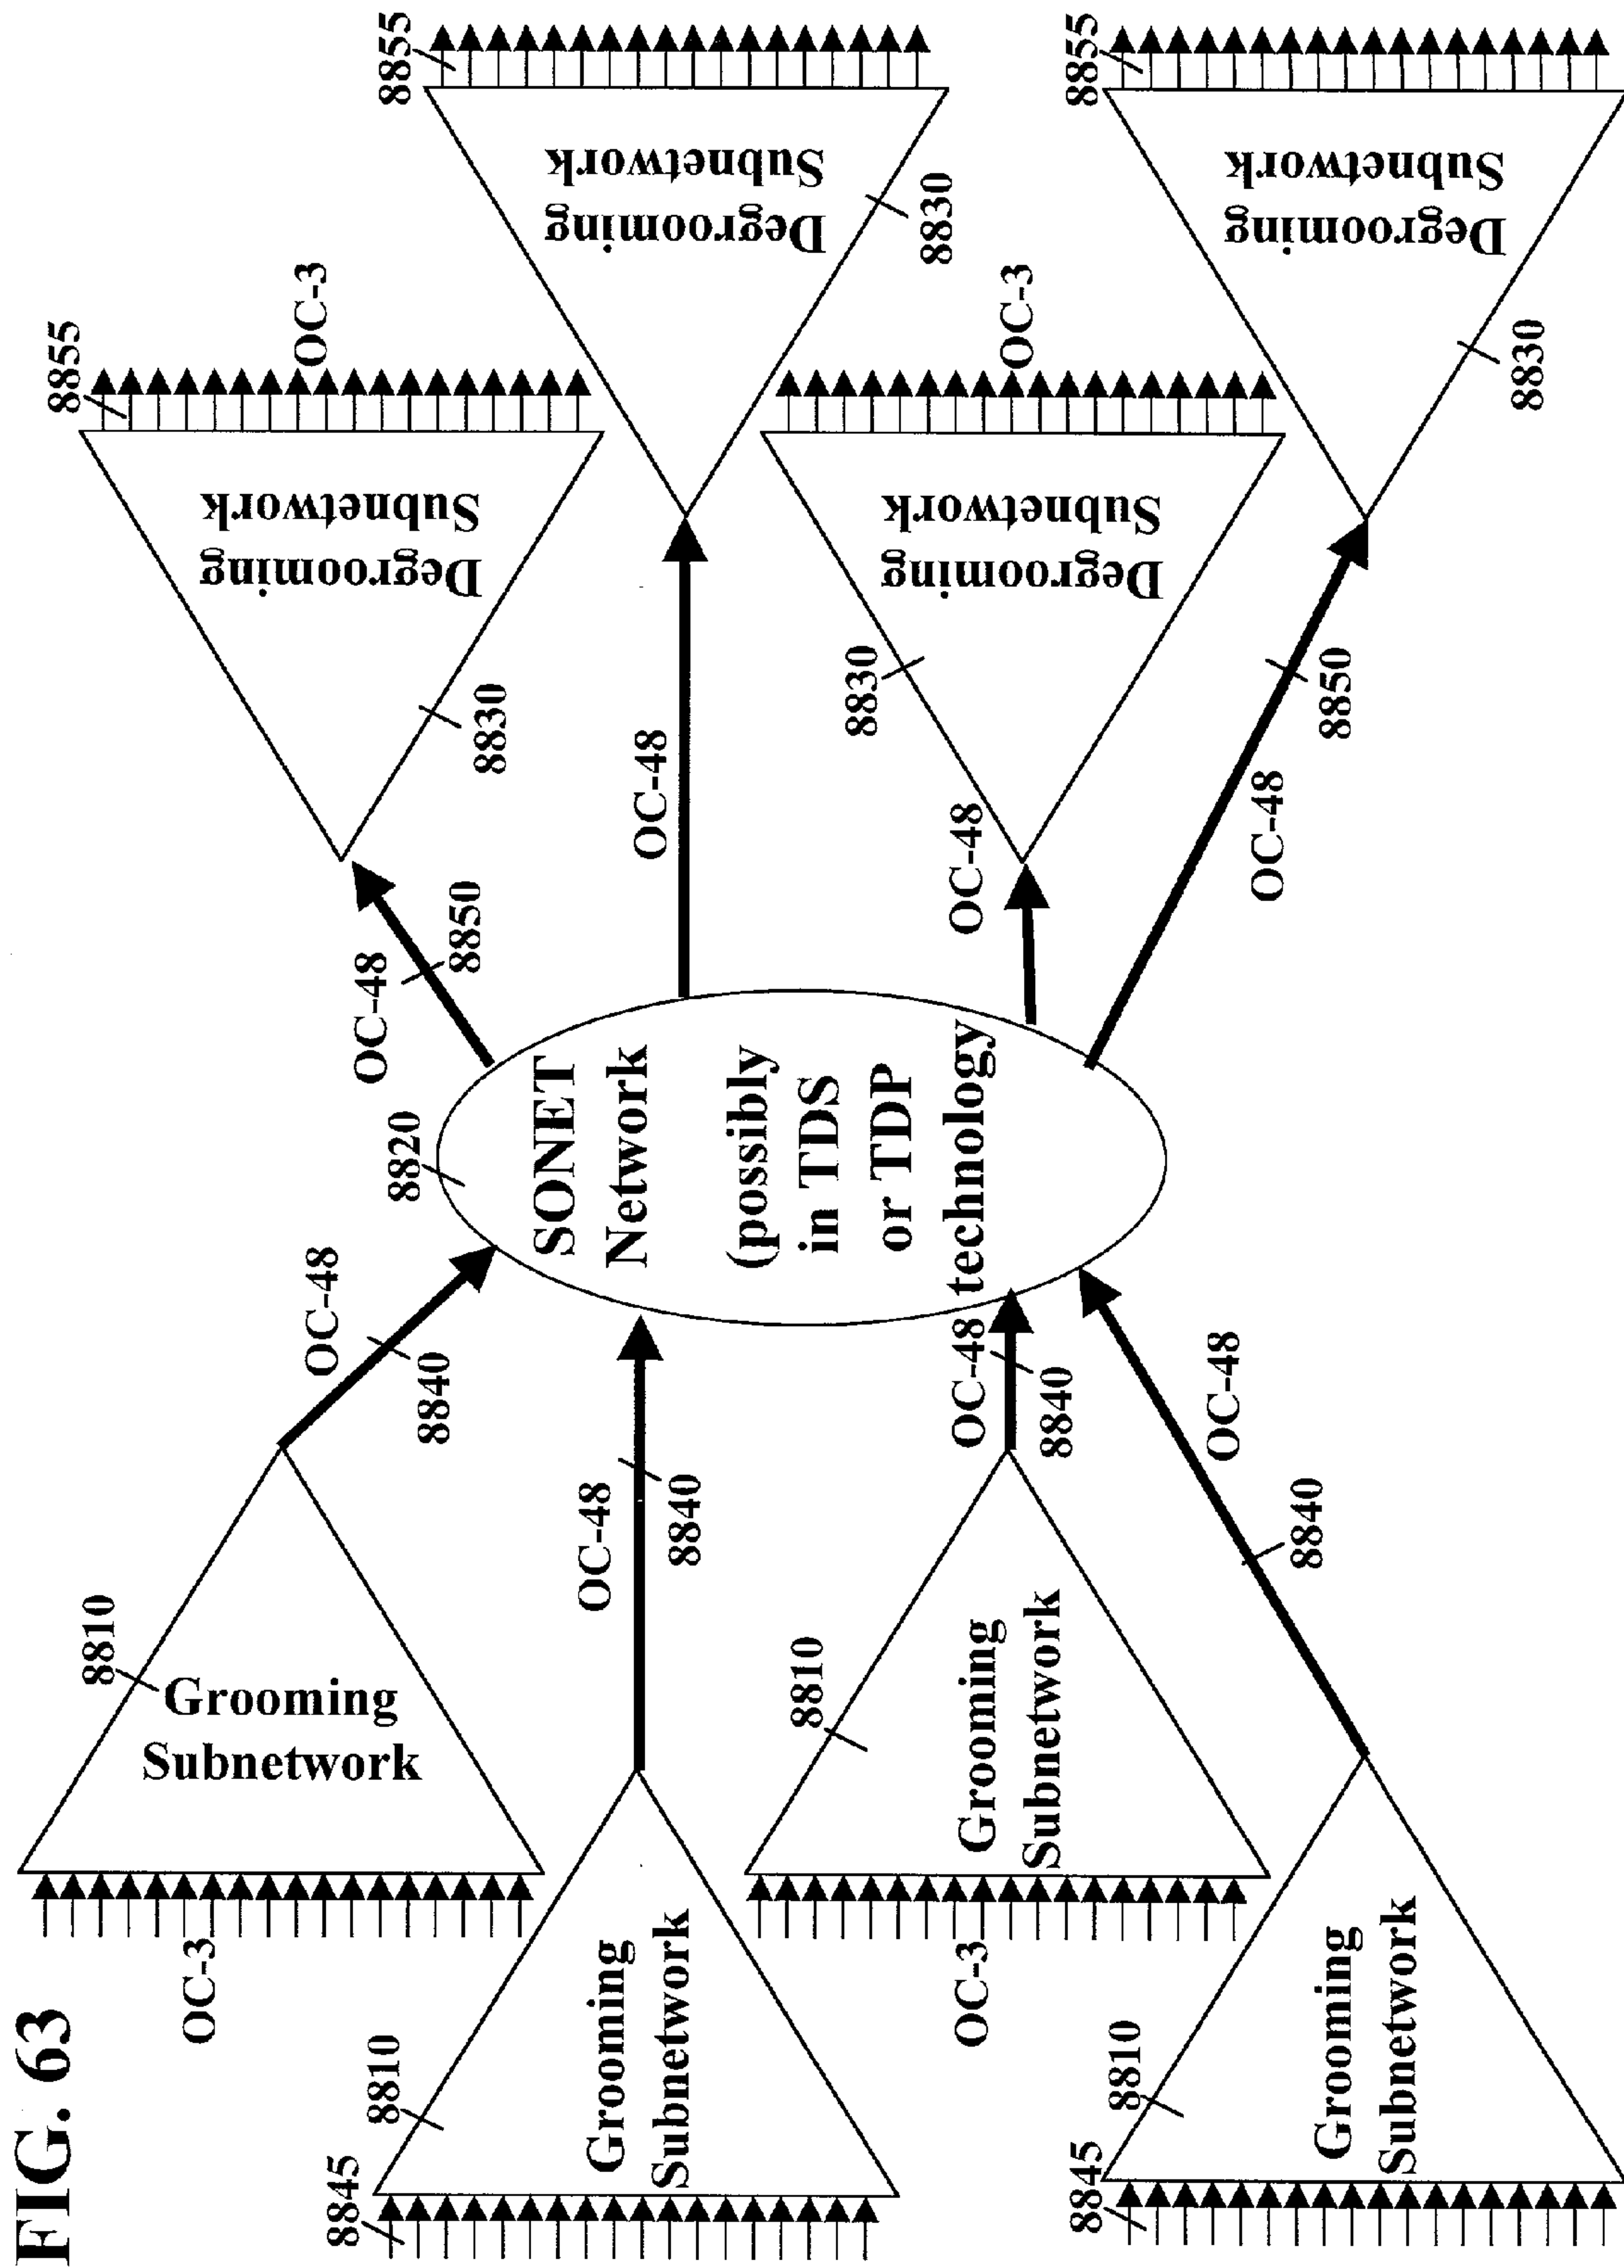 FIG. 63
8855
8855
8855
OC-3
OC-3
8855
Degrooming
Subnetwork
8830
Degrooming
Subnetwork
8830
Degrooming
Subnetwork
8830
Degrooming
Subnetwork
8830
OC-48
8850
OC-48
OC-48
OC-48
8850
8820
SONET
Network
(possibly
in TDS
or TDP
technology
OC-48
8840
OC-48
8840
OC-48
8840
OC-48
8840
8810
Grooming
Subnetwork
OC-3
8810
Grooming
Subnetwork
8845
8810
Grooming
Subnetwork
OC-3
8810
Grooming
Subnetwork
8845